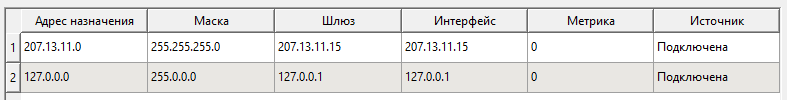 Адрес назначения Маска Шлюз Интерфейс Метрика Источник
1 207.13.11.0 255.255.255.0 207.13.11.15 207.13.11.15 0 Подключена
2 127.0.0.0 255.0.0.0 127.0.0.1 127.0.0.1 0 Подключена